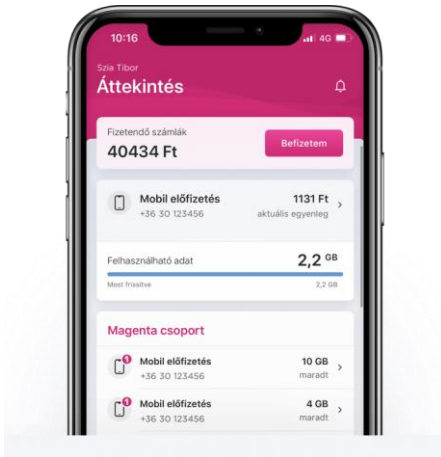 10:16
4G
Szia Tibor
Áttekintés
Fizetendő számlák
40434 Ft
Befizetem
Mobil előfizetés
1131 Ft
+36 30 123456
aktuális egyenleg
Felhasználható adat
2,2 GB
Most frissítve
2,2 GB
Magenta csoport
1
Mobil előfizetés
10 GB
+36 30 123456
maradt
1
Mobil előfizetés
4 GB
+36 30 123456
maradt